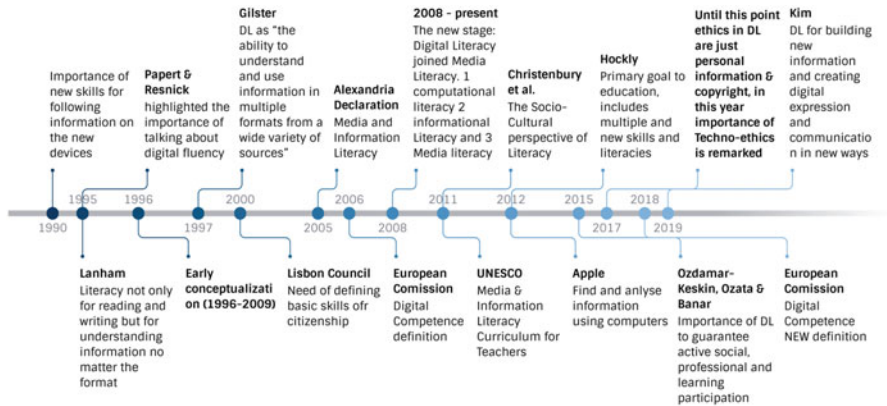 Importance of
new skills for
following
information on
the new
devices
Papert &
Resnick
highlighted the
importance of
talking about
digital fluency
Gilster
DL as “the
ability to
understand
and use
information in
multiple
formats from a
wide variety of
sources”
Alexandria
Declaration
Media and
Information
Literacy
2008 - present
The new stage:
Digital Literacy
joined Media
Literacy. 1
computational
literacy 2
informational
Literacy and 3
Media literacy
Christenbury
et al.
The Socio-
Cultural
perspective of
Literacy
Hockly
Primary goal to
education,
includes
multiple and
new skills and
literacies
Until this point
ethics in DL
are just
personal
information &
copyright, in
this year
importance of
Techno-ethics
is remarked
Kim
DL for building
new
information
and creating
digital
expression
and
communicatio
n in new ways
1995 1996 2000 2006 2011 2012 2015 2018
1990 1997 2005 2008 2017 2019
Lanham
Literacy not only
for reading and
writing but for
understanding
information no
matter the
format
Early
conceptualizati
on (1996-2009)
Lisbon Council
Need of defining
basic skills ofr
citizenship
European
Comission
Digital
Competence
definition
UNESCO
Media &
Information
Literacy
Curriculum for
Teachers
Apple
Find and anlyse
information
using computers
Ozdamar-
Keskin, Ozata &
Banar
Importance of DL
to guarantee
active social,
professional and
learning
participation
European
Comission
Digital
Competence
NEW definition